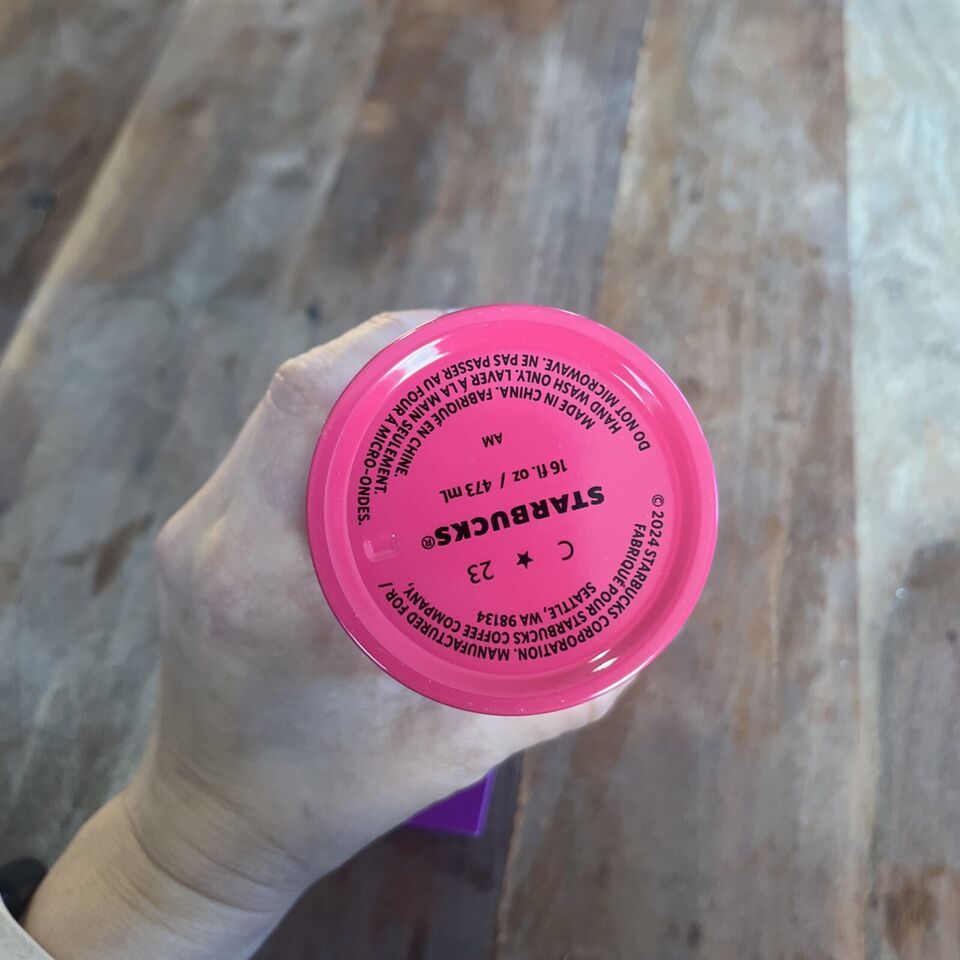 © 2024 STARBUCKS CORPORATION. MANUFACTURED FOR /
FABRIQUÉ POUR STARBUCKS COFFEE COMPANY,
SEATTLE, WA 98134
C ★ 23
STARBUCKS®
16 fl. oz / 473 mL
AM
MADE IN CHINA. FABRIQUÉ EN CHINE.
HAND WASH ONLY. LAVER À LA MAIN SEULEMENT.
DO NOT MICROWAVE. NE PAS PASSER AU FOUR À MICRO-ONDES.